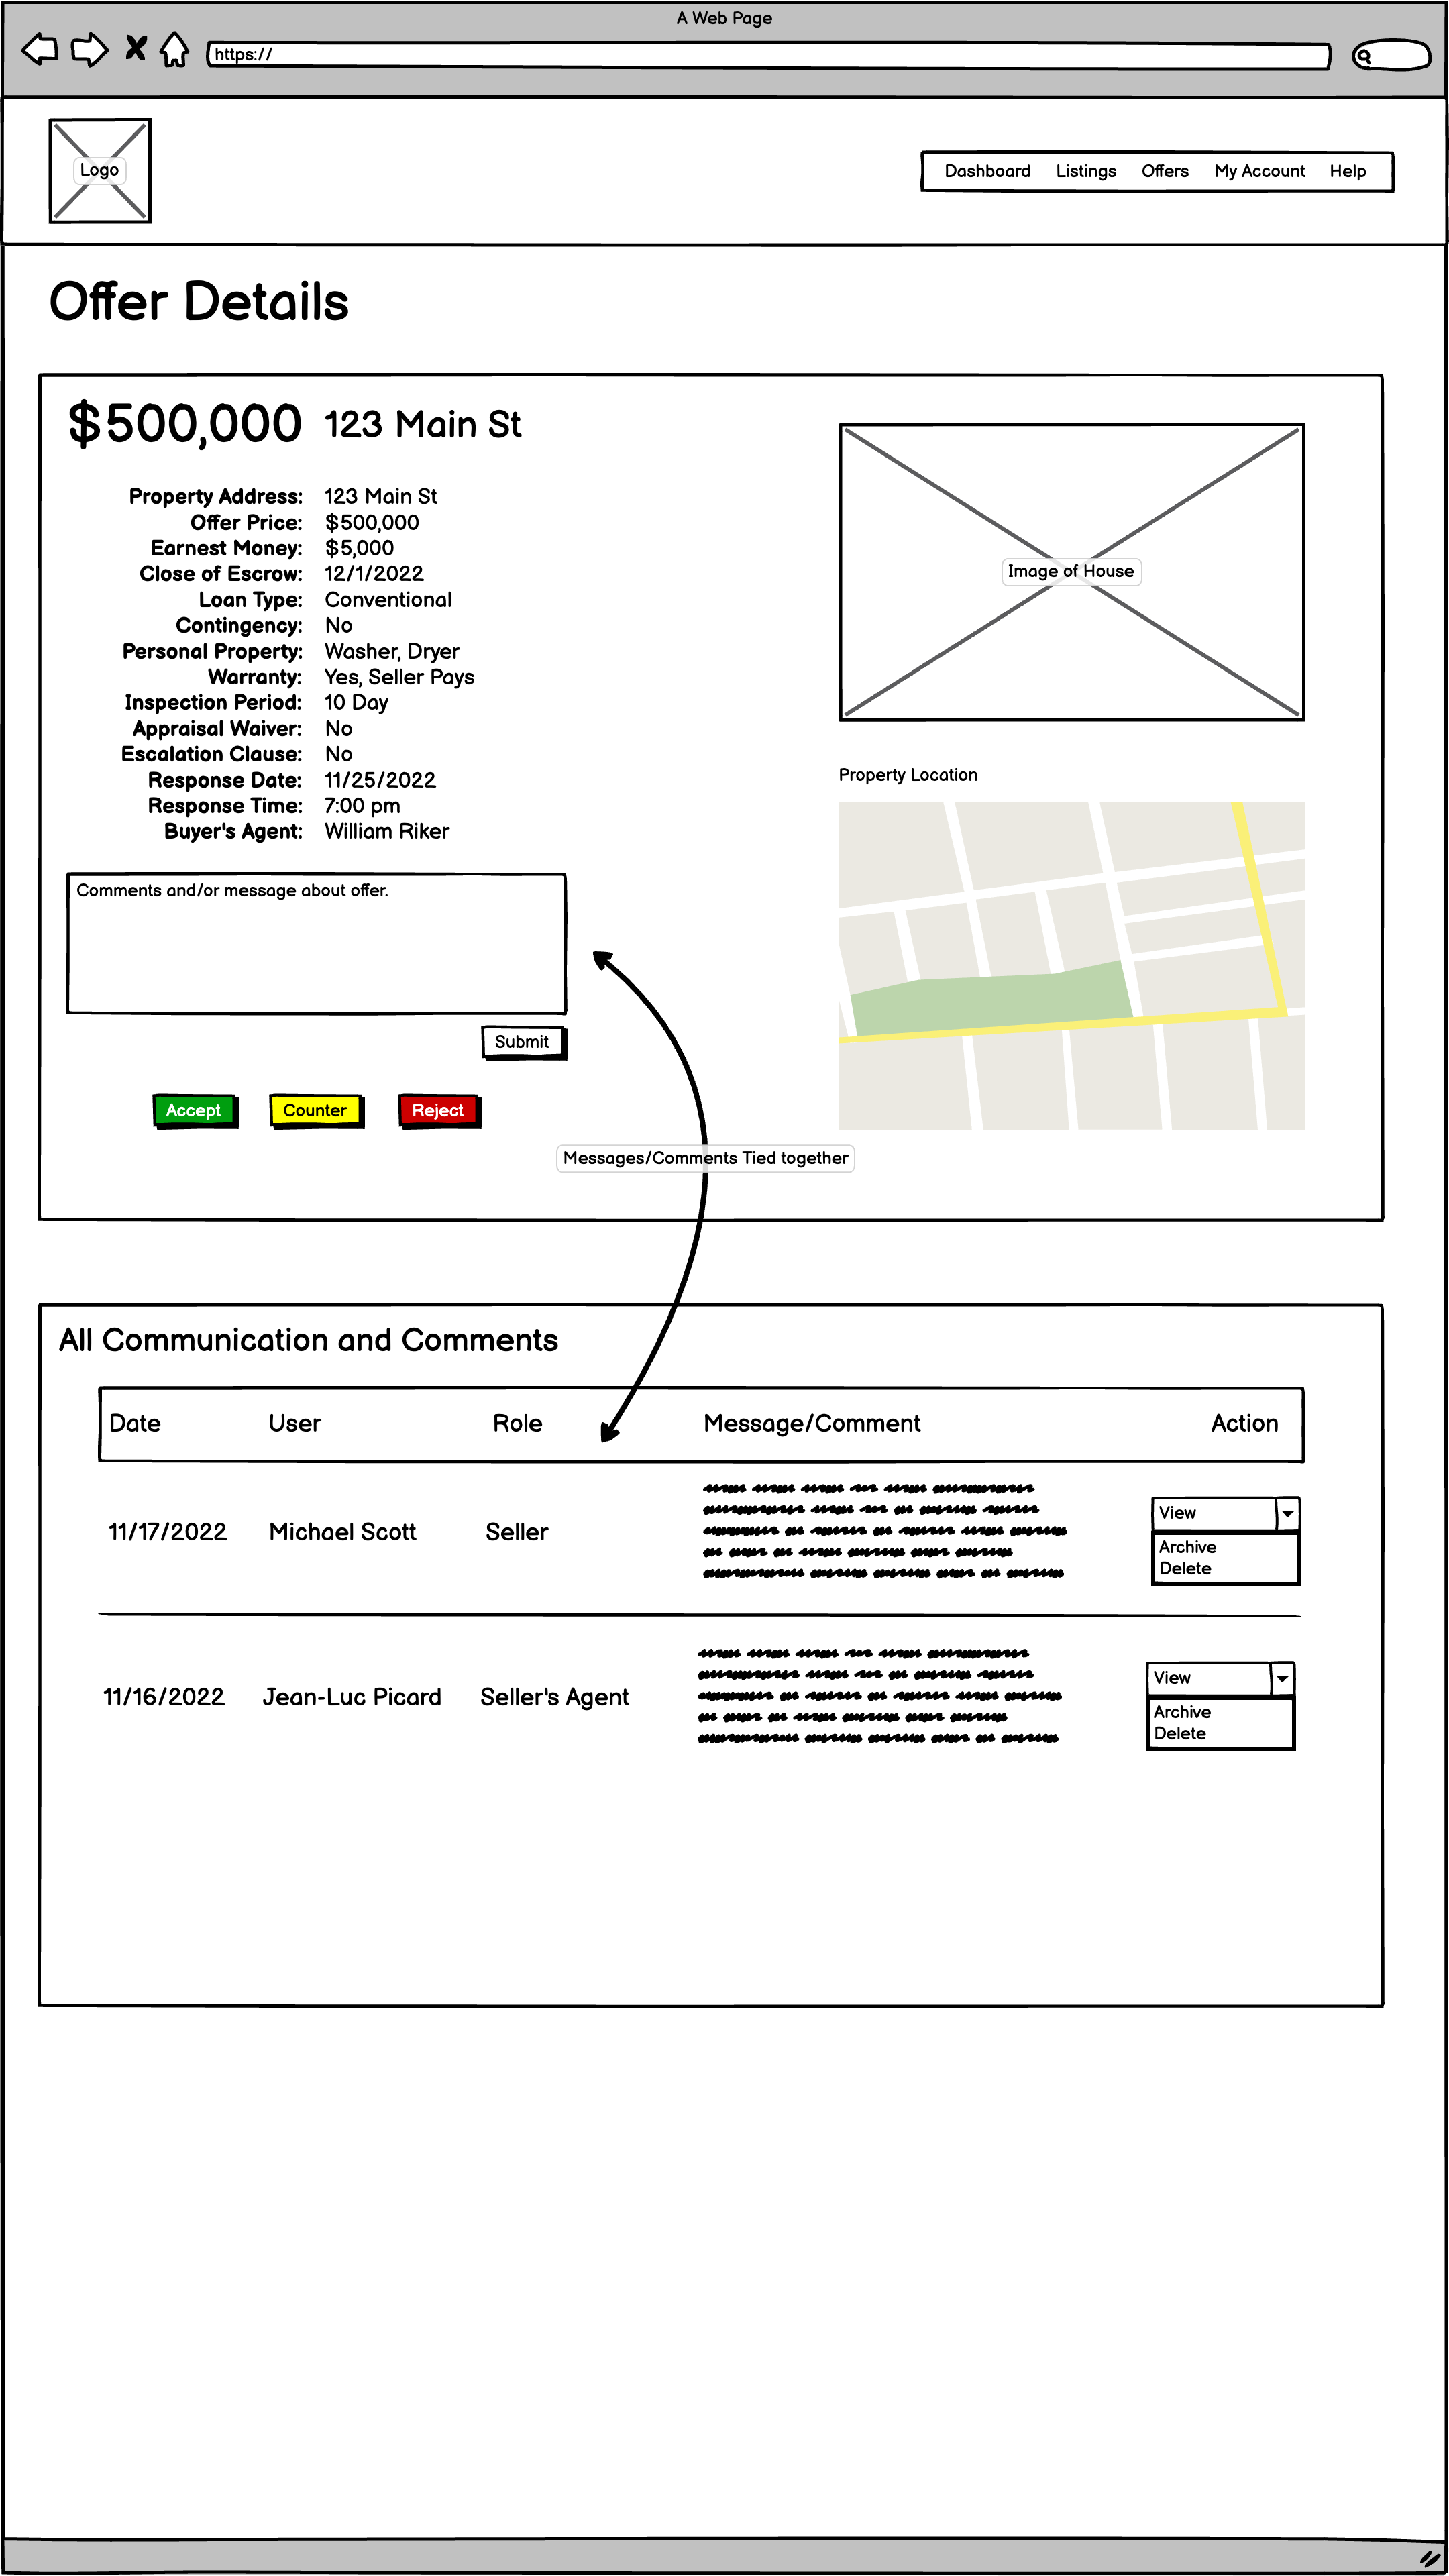 A Web Page
https://
Logo
Dashboard Listings Offers My Account Help
Offer Details
$500,000 123 Main St
Property Address: 123 Main St
Offer Price: $500,000
Earnest Money: $5,000
Close of Escrow: 12/1/2022
Loan Type: Conventional
Contingency: No
Personal Property: Washer, Dryer
Warranty: Yes, Seller Pays
Inspection Period: 10 Day
Appraisal Waiver: No
Escalation Clause: No
Response Date: 11/25/2022
Response Time: 7:00 pm
Buyer's Agent: William Riker
Image of House
Property Location
Comments and/or message about offer.
Submit
Accept Counter Reject
Messages/Comments Tied together
All Communication and Comments
Date User Role Message/Comment Action
11/17/2022 Michael Scott Seller
View
Archive
Delete
11/16/2022 Jean-Luc Picard Seller's Agent
View
Archive
Delete